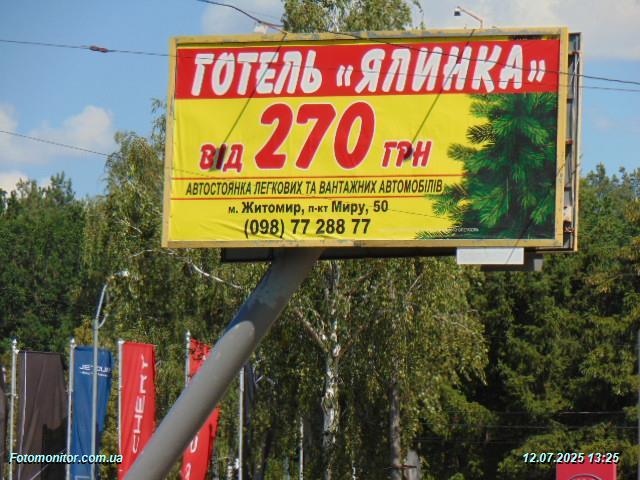 ГОТЕЛЬ «ЯЛИНКА»
ВІД 270 ГРН
АВТОСТОЯНКА ЛЕГКОВИХ ТА ВАНТАЖНИХ АВТОМОБІЛІВ
м. Житомир, п-кт Миру, 50
(098) 77 288 77
JETOUR
CHERY
Fotomonitor.com.ua
12.07.2025 13:25